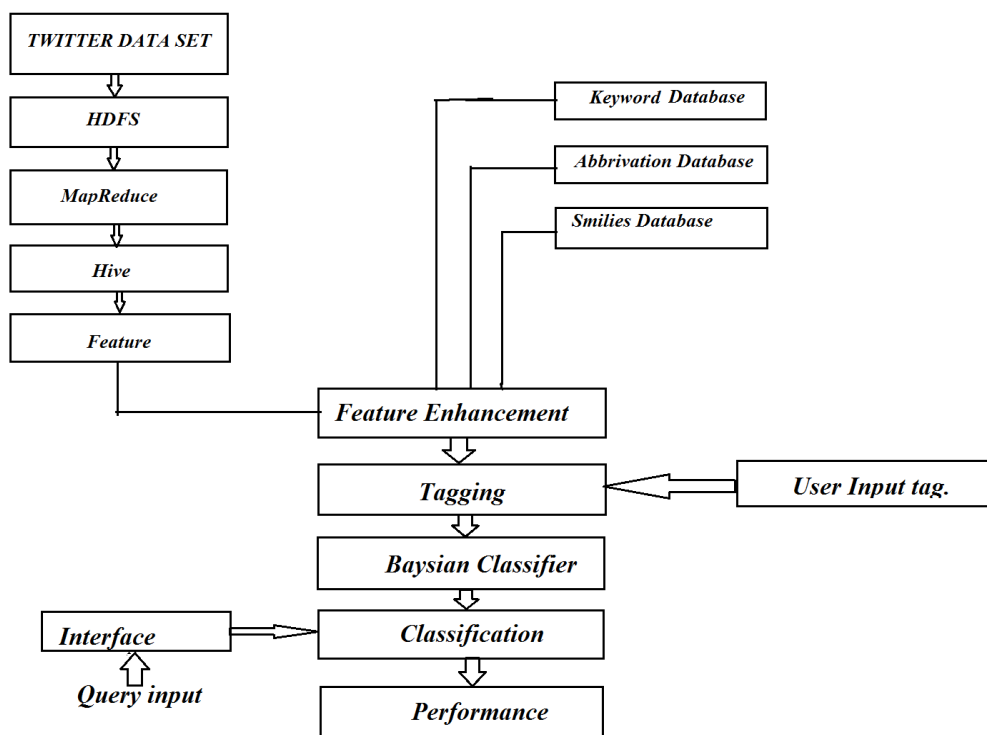 TWITTER DATA SET
HDFS
MapReduce
Hive
Feature
Keyword Database
Abbrivation Database
Smilies Database
Feature Enhancement
Tagging
User Input tag.
Baysian Classifier
Interface
Query input
Classification
Performance